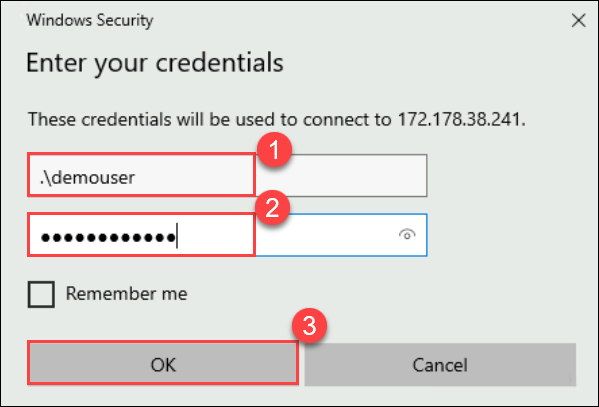 Windows Security
Enter your credentials
These credentials will be used to connect to 172.178.38.241.
1
.\demouser
2
●●●●●●●●●●●●
Remember me
3
OK Cancel